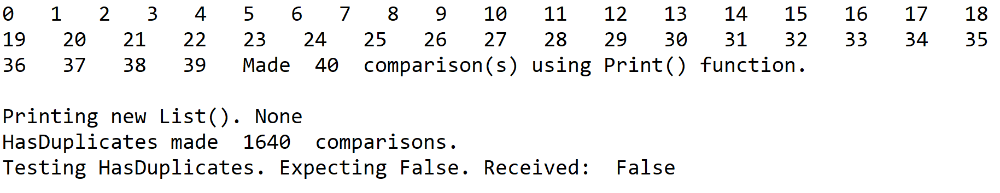 0   1   2   3   4   5   6   7   8   9   10   11   12   13   14   15   16   17   18
19   20   21   22   23   24   25   26   27   28   29   30   31   32   33   34   35
36   37   38   39   Made  40  comparison(s) using Print() function.

Printing new List(). None
HasDuplicates made  1640  comparisons.
Testing HasDuplicates. Expecting False. Received:  False